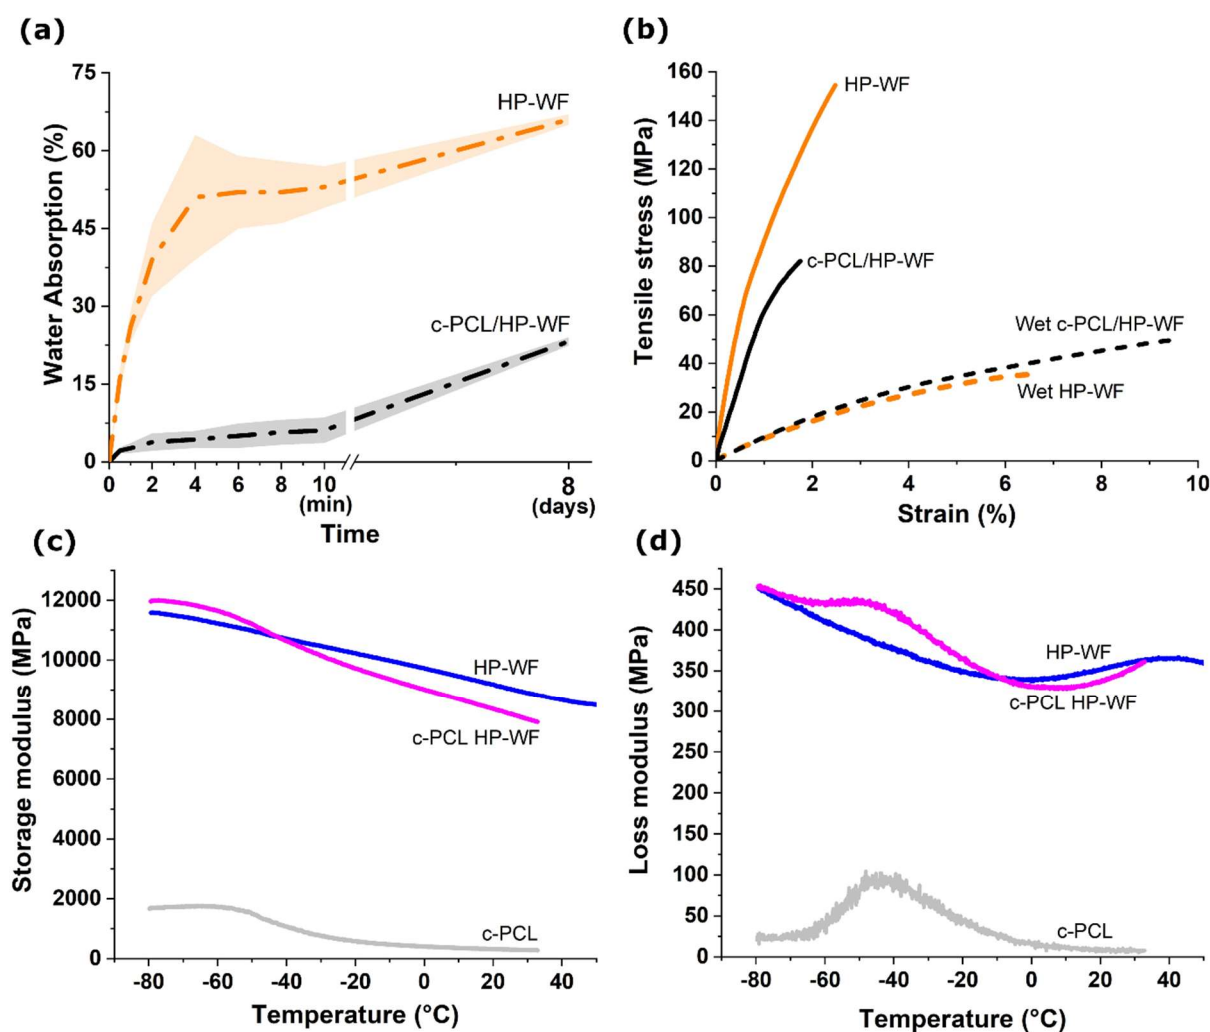 (a)
75
60
45
30
15
0
Water Absorption (%)
HP-WF
c-PCL/HP-WF
0
2
4
6
8
10
8
(min)
(days)
Time
(b)
160
140
120
100
80
60
40
20
0
Tensile stress (MPa)
HP-WF
c-PCL/HP-WF
Wet c-PCL/HP-WF
Wet HP-WF
0
2
4
6
8
10
Strain (%)
(c)
12000
10000
8000
6000
4000
2000
0
Storage modulus (MPa)
HP-WF
c-PCL HP-WF
c-PCL
-80
-60
-40
-20
0
20
40
Temperature (°C)
(d)
450
400
350
300
250
200
150
100
50
0
Loss modulus (MPa)
HP-WF
c-PCL HP-WF
c-PCL
-80
-60
-40
-20
0
20
40
Temperature (°C)